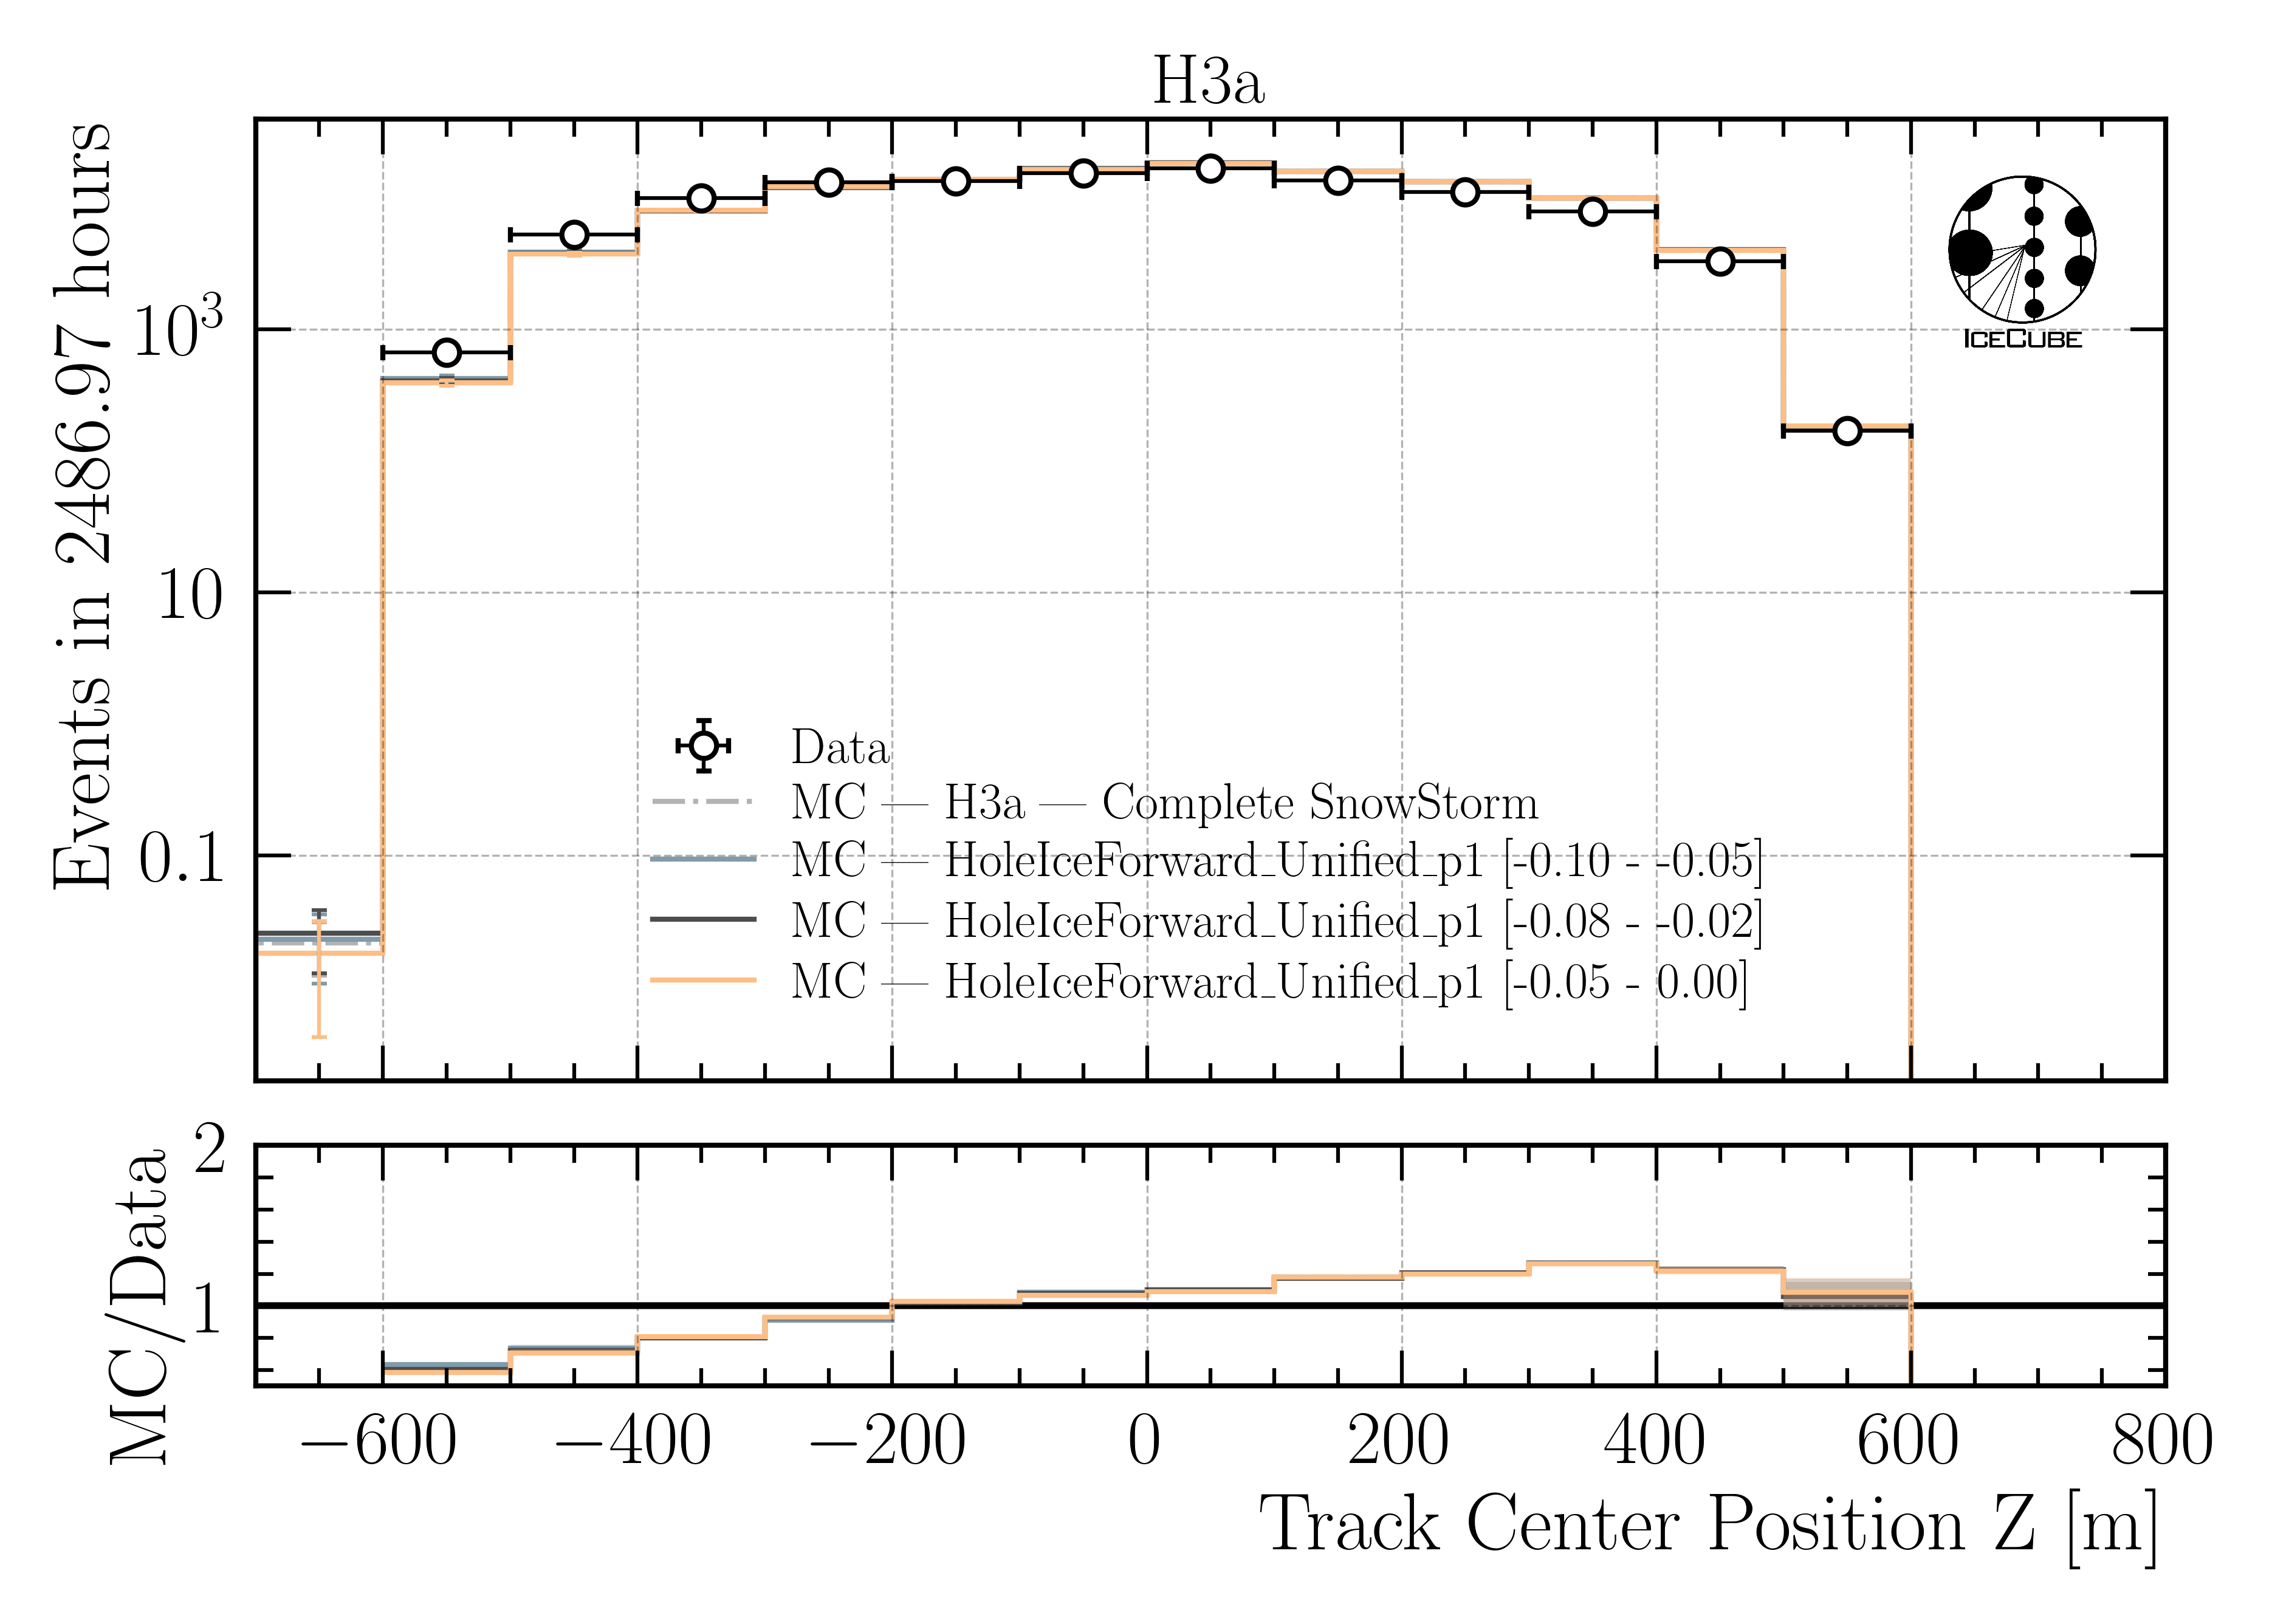 H3a
Events in 2486.97 hours
10³
10
0.1
ICECUBE
Data
MC — H3a — Complete SnowStorm
MC — HoleIceForward_Unified_p1 [-0.10 - -0.05]
MC — HoleIceForward_Unified_p1 [-0.08 - -0.02]
MC — HoleIceForward_Unified_p1 [-0.05 - 0.00]
MC/Data
2
1
−600 −400 −200 0 200 400 600 800
Track Center Position Z [m]